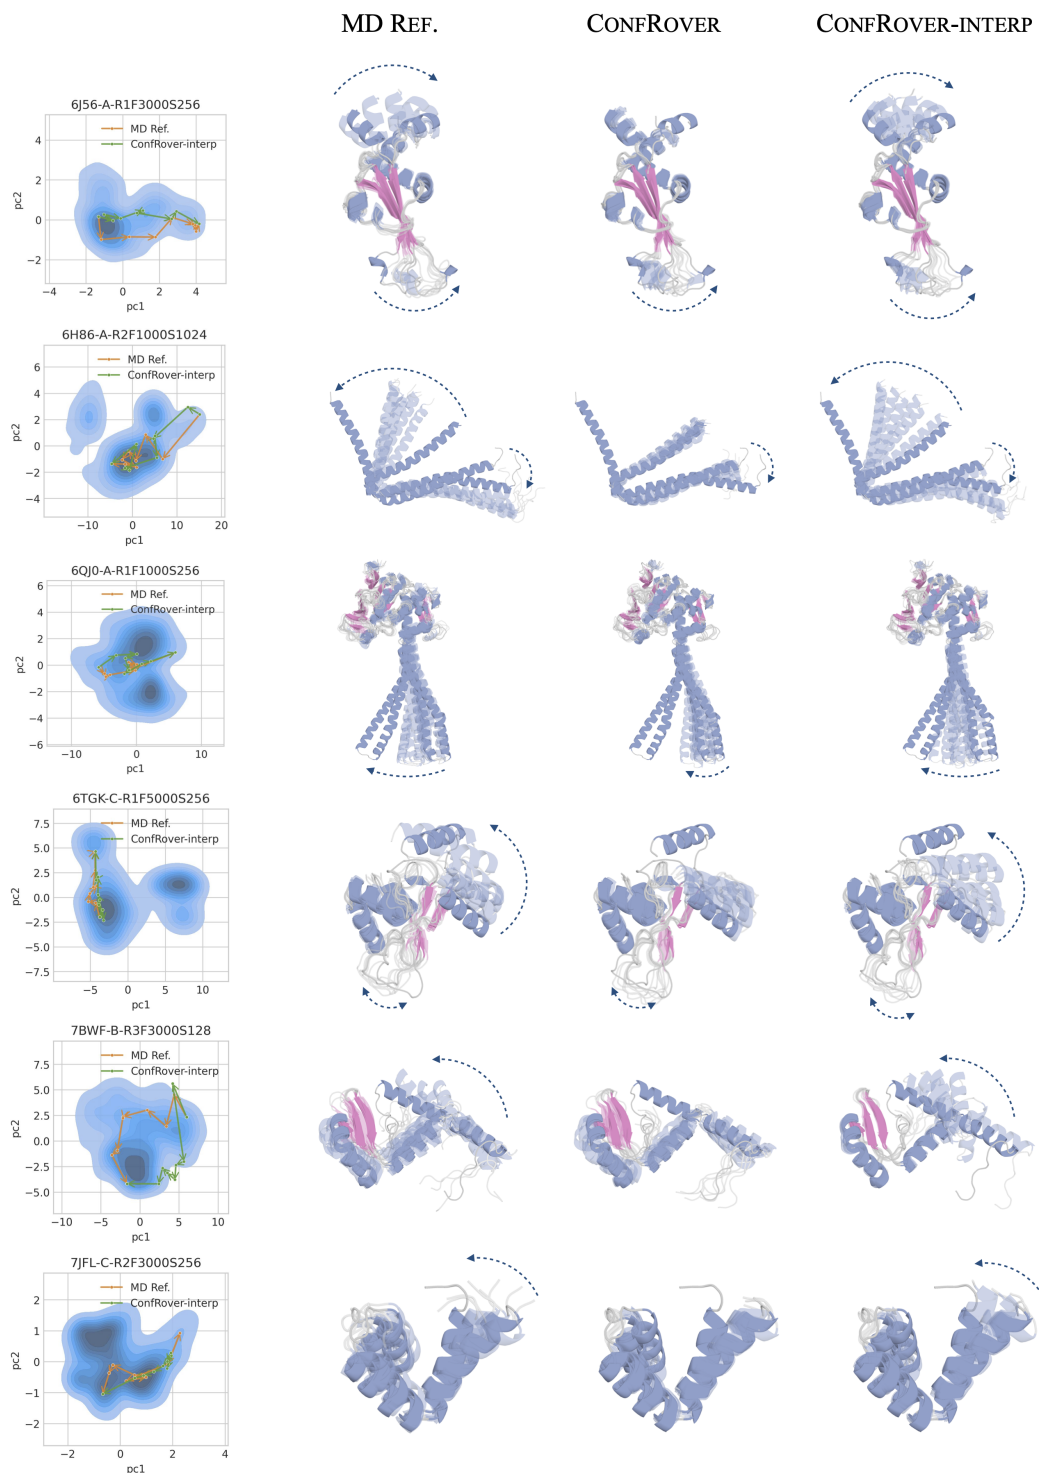 MD REF. CONFROVER CONFROVER-INTERP
6J56-A-R1F3000S256
MD Ref.
ConfRover-interp
pc2
4
2
0
−2
−4 −2 0 2 4
pc1
6H86-A-R2F1000S1024
MD Ref.
ConfRover-interp
pc2
6
4
2
0
−2
−4
−10 0 10 20
pc1
6QJ0-A-R1F1000S256
MD Ref.
ConfRover-interp
pc2
6
4
2
0
−2
−4
−6
−10 0 10
pc1
6TGK-C-R1F5000S256
MD Ref.
ConfRover-interp
pc2
7.5
5.0
2.5
0.0
−2.5
−5.0
−7.5
−5 0 5 10
pc1
7BWF-B-R3F3000S128
MD Ref.
ConfRover-interp
pc2
7.5
5.0
2.5
0.0
−2.5
−5.0
−10 −5 0 5 10
pc1
7JFL-C-R2F3000S256
MD Ref.
ConfRover-interp
pc2
2
1
0
−1
−2
−2 0 2 4
pc1